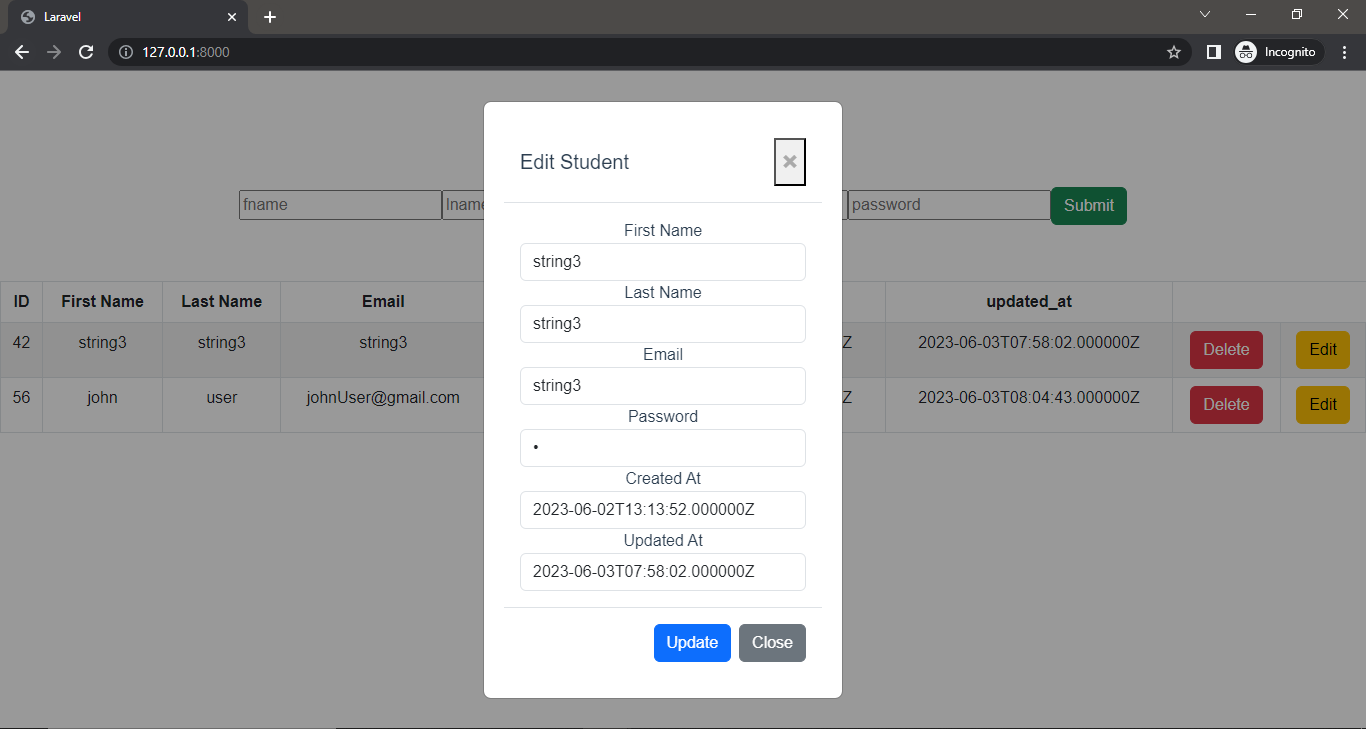 Laravel
127.0.0.1:8000
Incognito
Edit Student
×
fname lname password Submit
First Name
string3
Last Name
string3
Email
string3
Password
•
Created At
2023-06-02T13:13:52.000000Z
Updated At
2023-06-03T07:58:02.000000Z
Update Close
ID First Name Last Name Email updated_at
42 string3 string3 string3 Z 2023-06-03T07:58:02.000000Z Delete Edit
56 john user johnUser@gmail.com Z 2023-06-03T08:04:43.000000Z Delete Edit